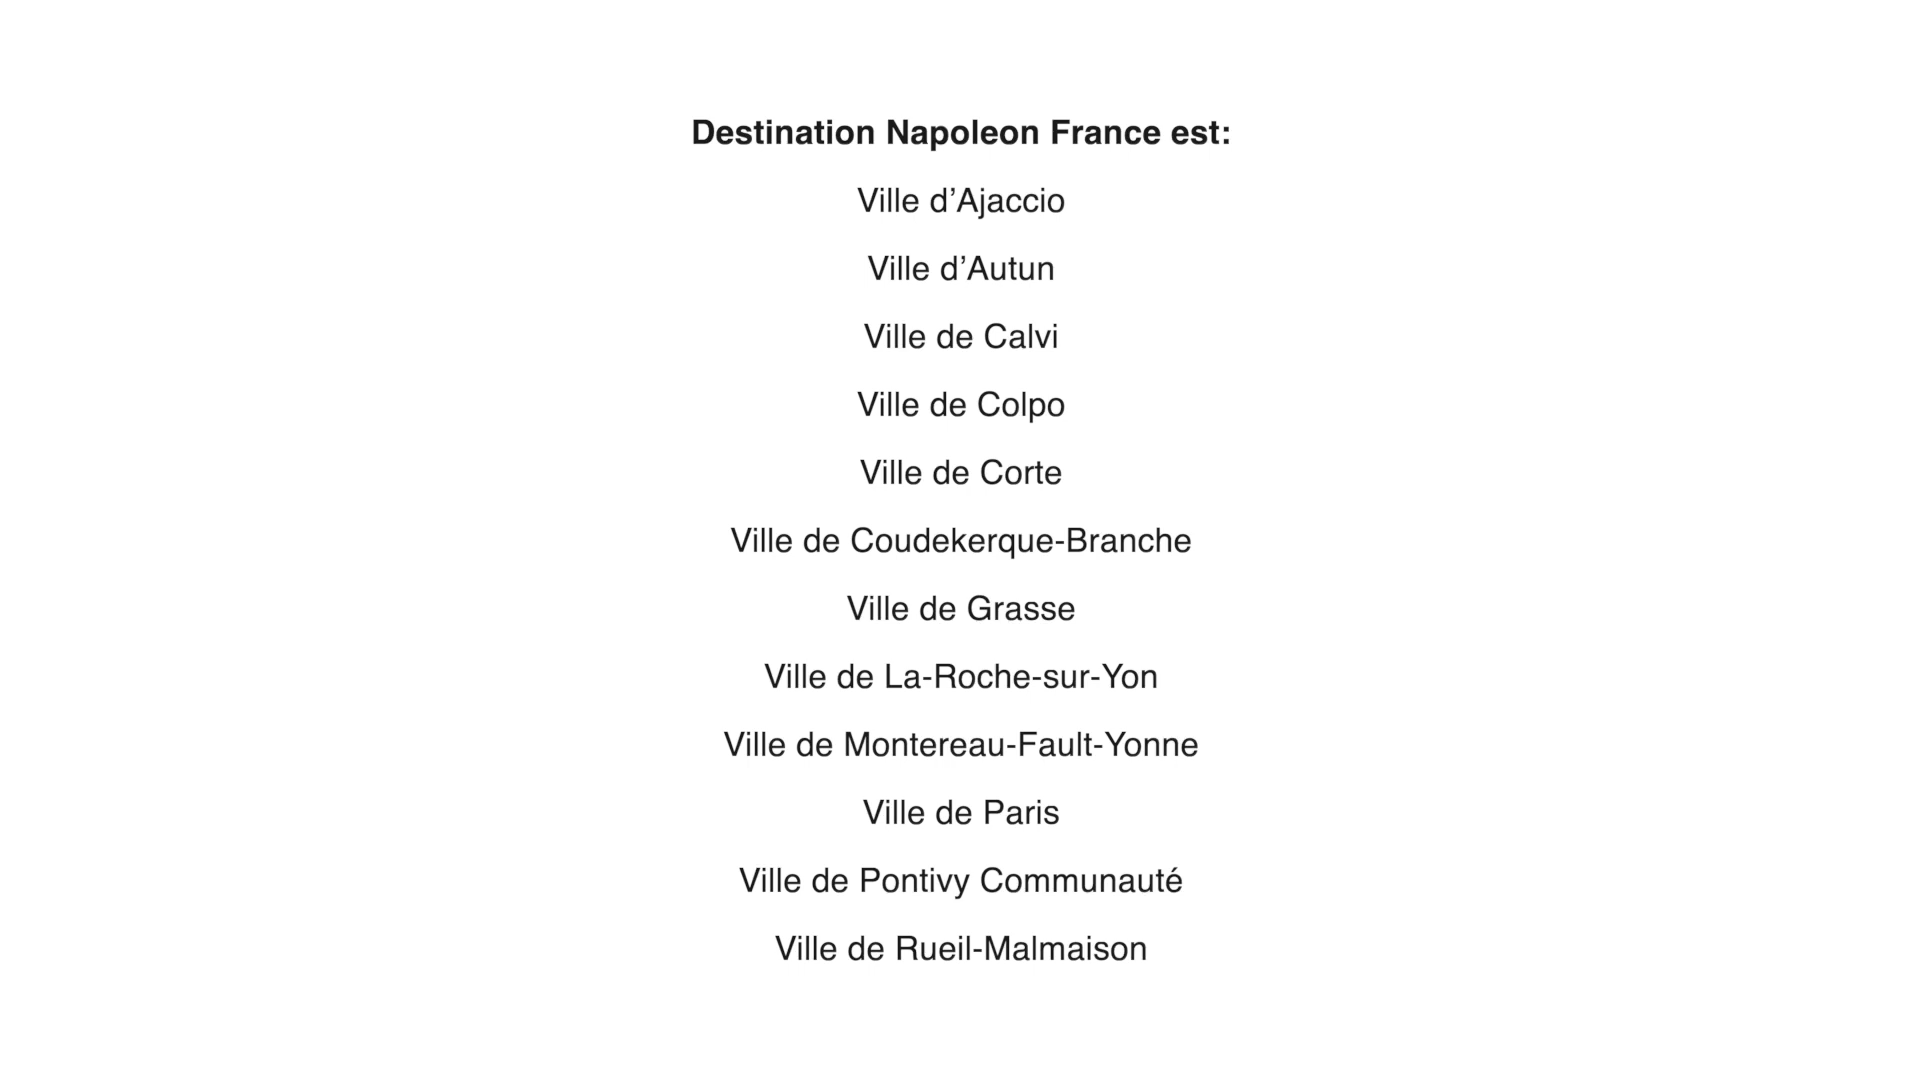 Destination Napoleon France est:
Ville d’Ajaccio
Ville d’Autun
Ville de Calvi
Ville de Colpo
Ville de Corte
Ville de Coudekerque-Branche
Ville de Grasse
Ville de La-Roche-sur-Yon
Ville de Montereau-Fault-Yonne
Ville de Paris
Ville de Pontivy Communauté
Ville de Rueil-Malmaison